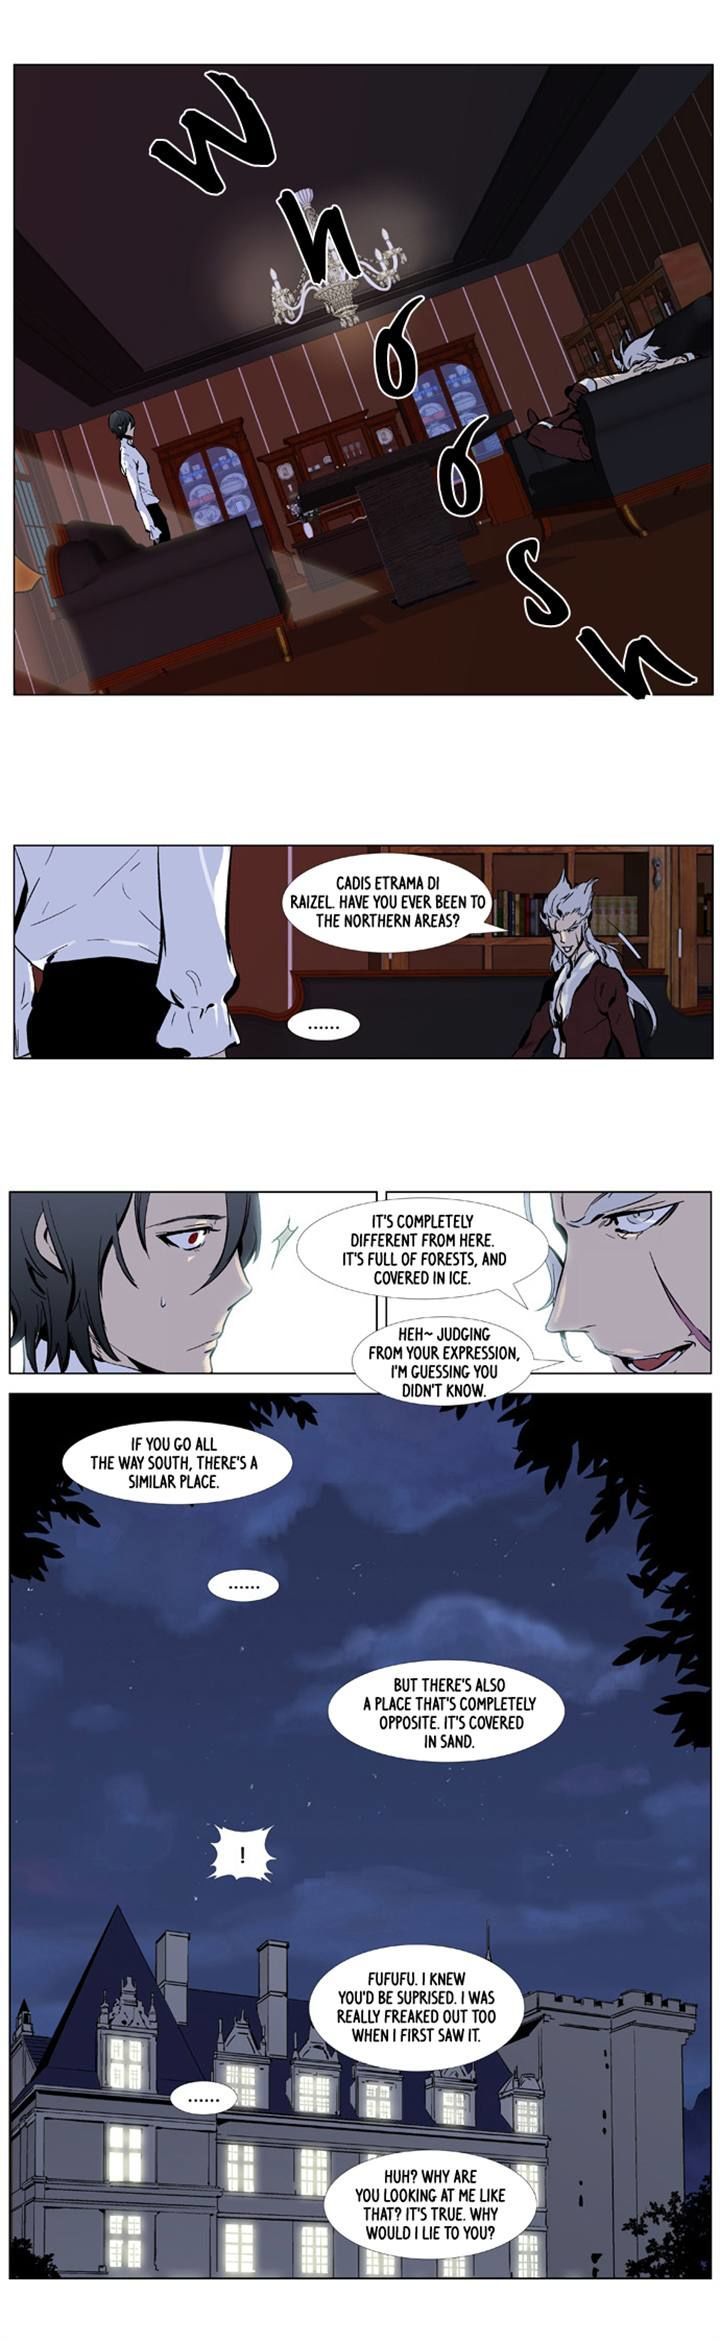 Whoosh
CADIS ETRAMA DI
RAIZEL. HAVE YOU EVER BEEN TO
THE NORTHERN AREAS?
......
IT'S COMPLETELY
DIFFERENT FROM HERE.
IT'S FULL OF FORESTS, AND
COVERED IN ICE.
HEH~ JUDGING
FROM YOUR EXPRESSION,
I'M GUESSING YOU
DIDN'T KNOW.
IF YOU GO ALL
THE WAY SOUTH, THERE'S A
SIMILAR PLACE.
......
BUT THERE'S ALSO
A PLACE THAT'S COMPLETELY
OPPOSITE. IT'S COVERED
IN SAND.
!
FUFUFU. I KNEW
YOU'D BE SUPRISED. I WAS
REALLY FREAKED OUT TOO
WHEN I FIRST SAW IT.
......
HUH? WHY ARE
YOU LOOKING AT ME LIKE
THAT? IT'S TRUE. WHY
WOULD I LIE TO YOU?